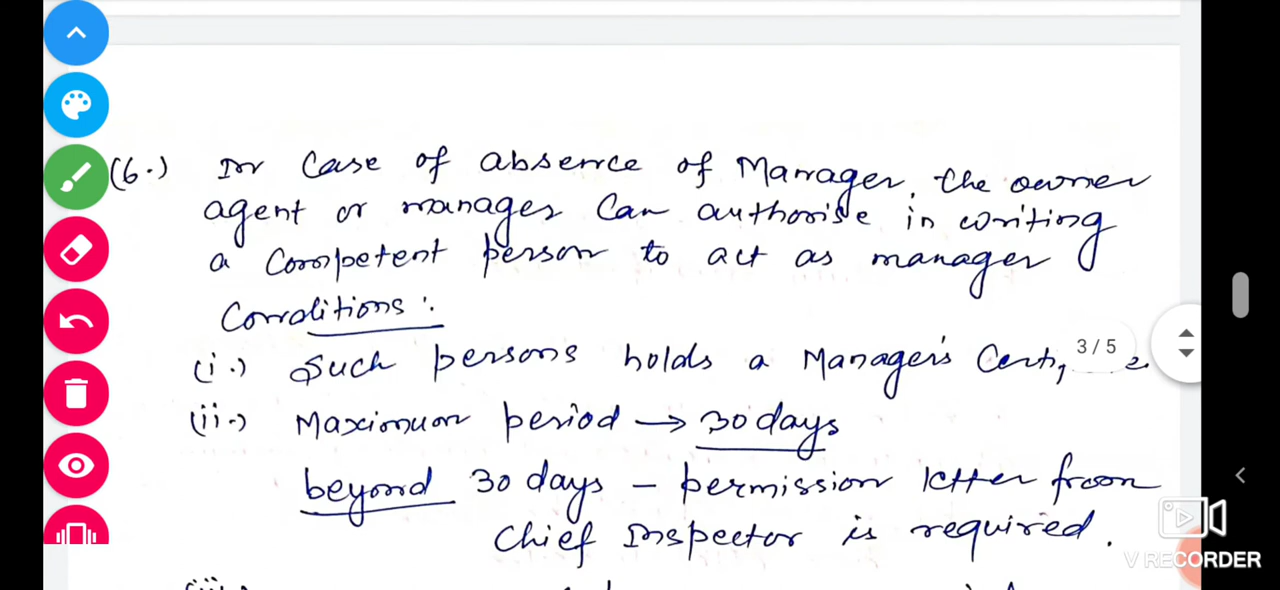 (6.) In Case of absence of Manager, the owner
agent or manager Can authorise in writing
a Competent person to act as manager
Conditions :
(i.) Such persons holds a Manager's
3 / 5
(ii.) Maximum period → 30 days
beyond 30 days – permission letter from
Chief Inspector is required.
V RECORDER